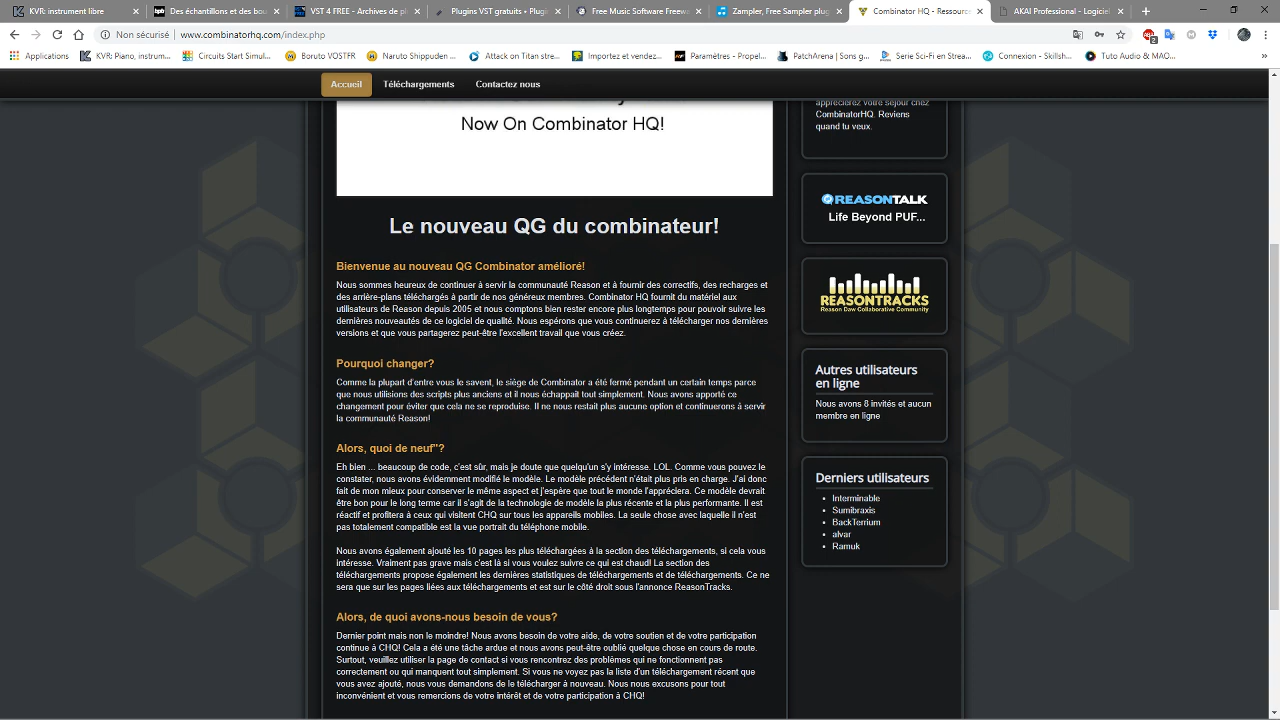 KVR: instrument libre
Des échantillons et des bou
VST 4 FREE - Archives de pl
Plugins VST gratuits « Plugi
Free Music Software Freew
Zampler, Free Sampler plug
Combinator HQ - Ressourc
AKAI Professional - Logiciel
Non sécurisé | www.combinatorhq.com/index.php
Applications
KVR: Piano, instrum...
Circuits Start Simul...
Boruto VOSTFR
Naruto Shippuden ...
Attack on Titan stre...
Importez et vendez...
Paramètres - Propel...
PatchArena | Sons g...
Serie Sci-Fi en Strea...
Connexion - Skillsh...
Tuto Audio & MAO...
»
Accueil
Téléchargements
Contactez nous
Now On Combinator HQ!
Le nouveau QG du combinateur!
Bienvenue au nouveau QG Combinator amélioré!
Nous sommes heureux de continuer à servir la communauté Reason et à fournir des correctifs, des recharges et
des arrière-plans téléchargés à partir de nos généreux membres. Combinator HQ fournit du matériel aux
utilisateurs de Reason depuis 2005 et nous comptons bien rester encore plus longtemps pour pouvoir suivre les
dernières nouveautés de ce logiciel de qualité. Nous espérons que vous continuerez à télécharger nos dernières
versions et que vous partagerez peut-être l'excellent travail que vous créez.
Pourquoi changer?
Comme la plupart d'entre vous le savent, le siège de Combinator a été fermé pendant un certain temps parce
que nous utilisions des scripts plus anciens et il nous échappait tout simplement. Nous avons apporté ce
changement pour éviter que cela ne se reproduise. Il ne nous restait plus aucune option et continuerons à servir
la communauté Reason!
Alors, quoi de neuf"?
Eh bien ... beaucoup de code, c'est sûr, mais je doute que quelqu'un s'y intéresse. LOL. Comme vous pouvez le
constater, nous avons évidemment modifié le modèle. Le modèle précédent n'était plus pris en charge. J'ai donc
fait de mon mieux pour conserver le même aspect et j'espère que tout le monde l'appréciera. Ce modèle devrait
être bon pour le long terme car il s'agit de la technologie de modèle la plus récente et la plus performante. Il est
réactif et profitera à ceux qui visitent CHQ sur tous les appareils mobiles. La seule chose avec laquelle il n'est
pas totalement compatible est la vue portrait du téléphone mobile.
Nous avons également ajouté les 10 pages les plus téléchargées à la section des téléchargements, si cela vous
intéresse. Vraiment pas grave mais c'est là si vous voulez suivre ce qui est chaud! La section des
téléchargements propose également les dernières statistiques de téléchargements et de téléchargements. Ce ne
sera que sur les pages liées aux téléchargements et est sur le côté droit sous l'annonce ReasonTracks.
Alors, de quoi avons-nous besoin de vous?
Dernier point mais non le moindre! Nous avons besoin de votre aide, de votre soutien et de votre participation
continue à CHQ! Cela a été une tâche ardue et nous avons peut-être oublié quelque chose en cours de route.
Surtout, veuillez utiliser la page de contact si vous rencontrez des problèmes qui ne fonctionnent pas
correctement ou qui manquent tout simplement. Si vous ne voyez pas la liste d'un téléchargement récent que
vous avez ajouté, nous vous demandons de le télécharger à nouveau. Nous nous excusons pour tout
inconvénient et vous remercions de votre intérêt et de votre participation à CHQ!
apprécierez votre séjour chez
CombinatorHQ. Reviens
quand tu veux.
REASONTALK
Life Beyond PUF...
REASONTRACKS
Reason Daw Collaborative Community
Autres utilisateurs
en ligne
Nous avons 8 invités et aucun
membre en ligne
Derniers utilisateurs
• Interminable
• Sumibraxis
• BackTerrium
• alvar
• Ramuk